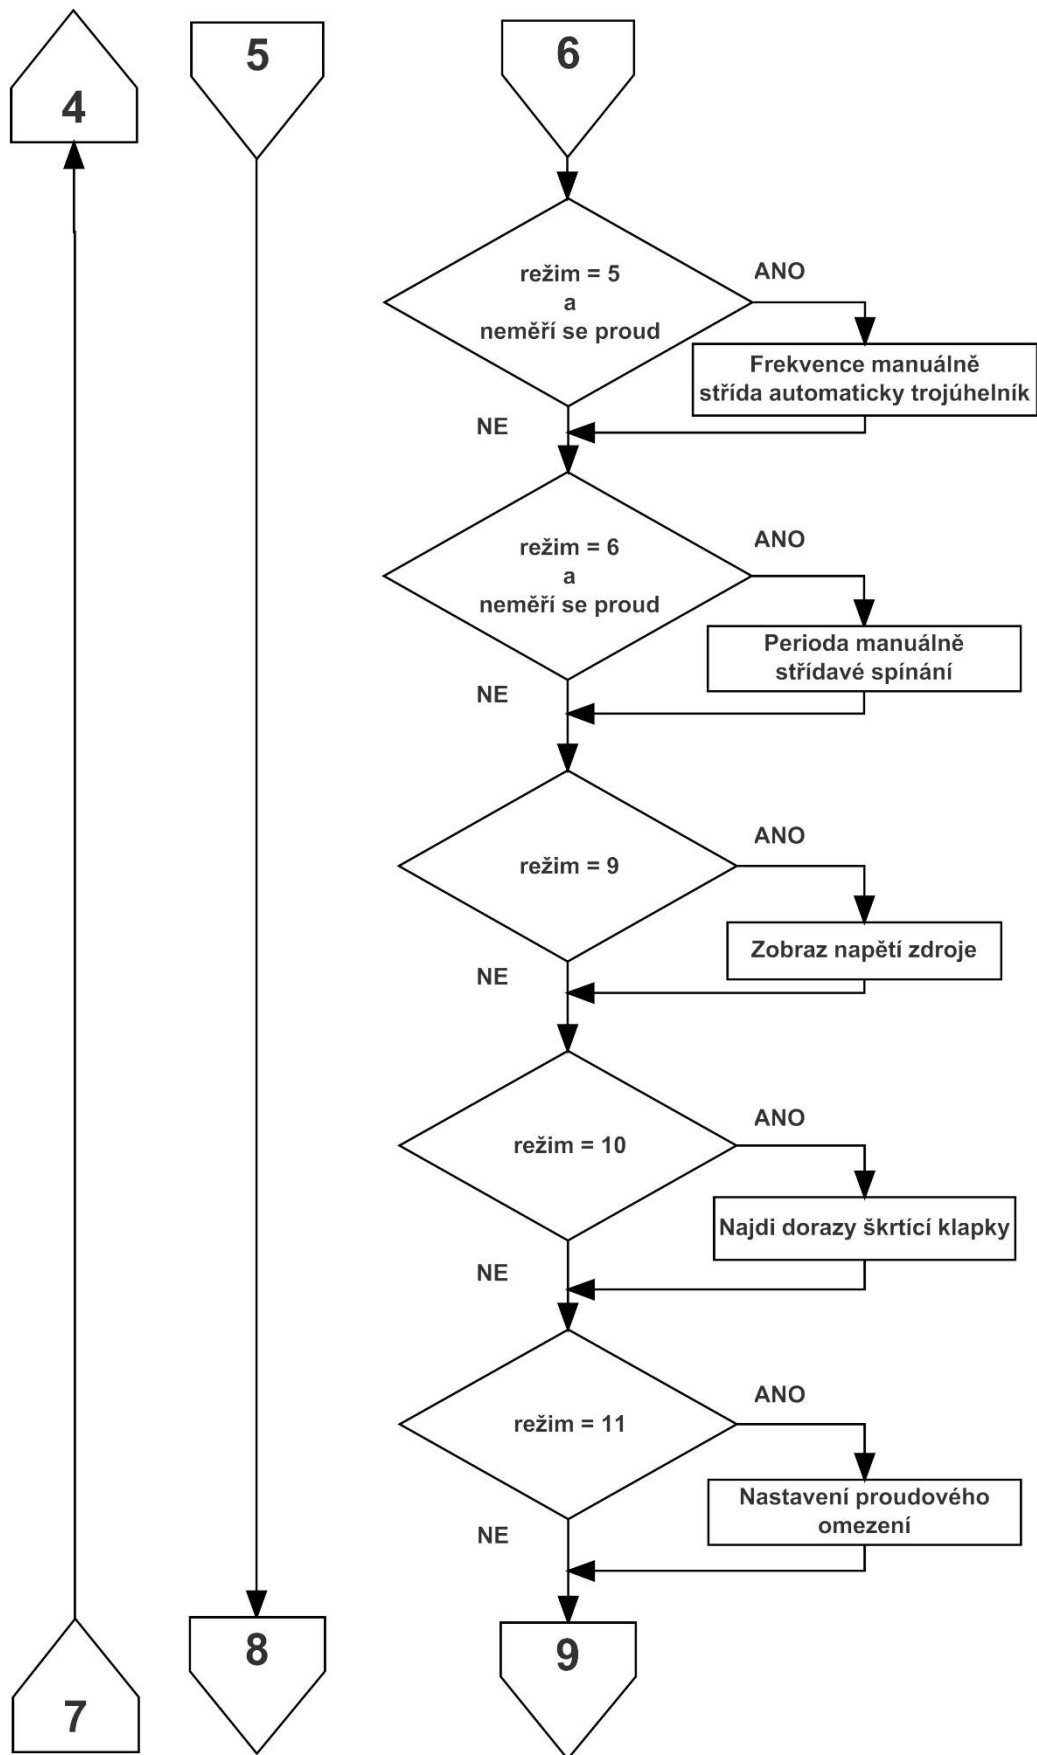 4
5
6
režim = 5
a
neměří se proud
ANO
Frekvence manuálně
střída automaticky trojúhelník
NE
režim = 6
a
neměří se proud
ANO
Perioda manuálně
střídavé spínání
NE
režim = 9
ANO
Zobraz napětí zdroje
NE
režim = 10
ANO
Najdi dorazy škrtící klapky
NE
režim = 11
ANO
Nastavení proudového
omezení
NE
7
8
9